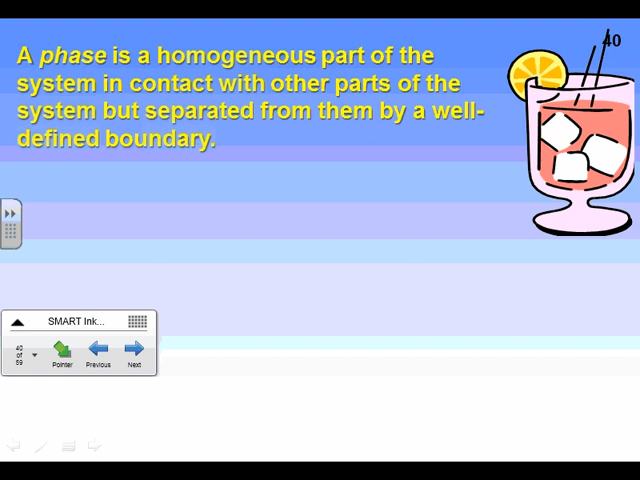 40
A phase is a homogeneous part of the
system in contact with other parts of the
system but separated from them by a well-
defined boundary.
SMART Ink...
40
of
59
Pointer
Previous
Next